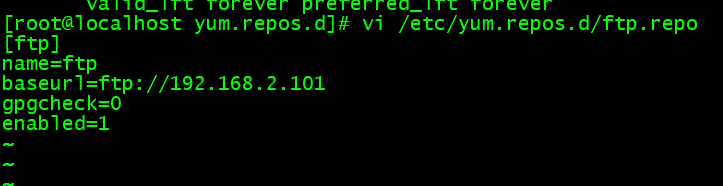 valid_lft forever preferred_lft forever
[root@localhost yum.repos.d]# vi /etc/yum.repos.d/ftp.repo
[ftp]
name=ftp
baseurl=ftp://192.168.2.101
gpgcheck=0
enabled=1
~
~
~